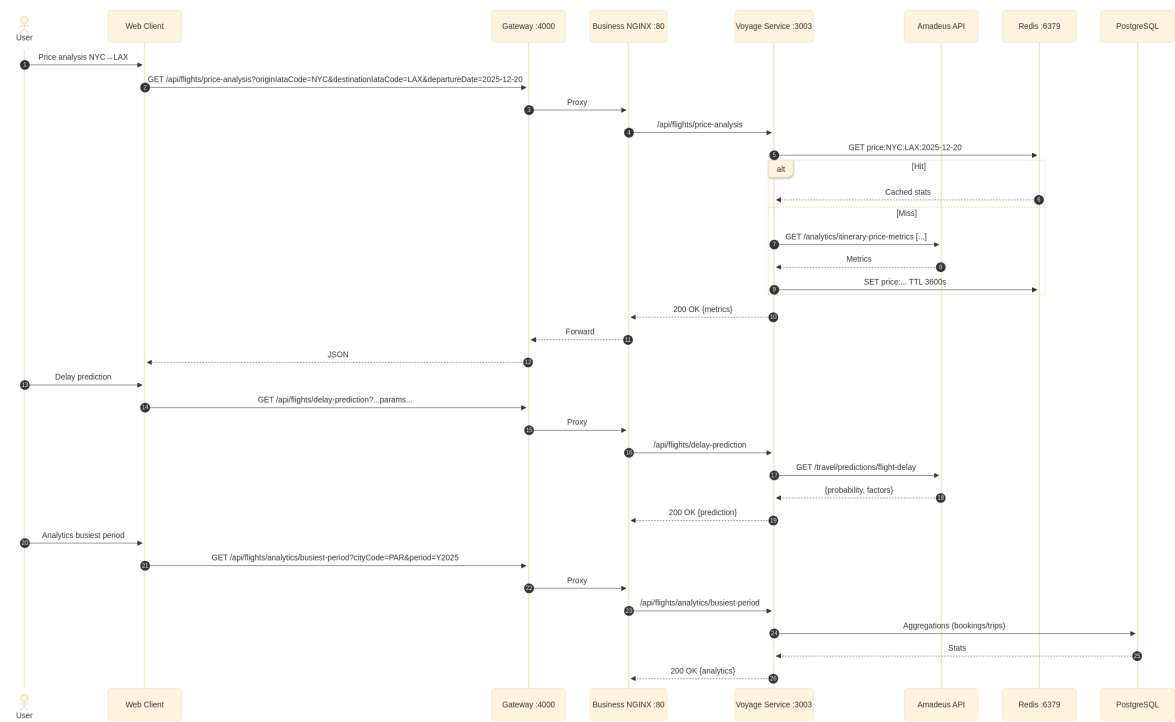 User
Web Client
Gateway :4000
Business NGINX :80
Voyage Service :3003
Amadeus API
Redis :6379
PostgreSQL
1 Price analysis NYC→LAX
2 GET /api/flights/price-analysis?originIataCode=NYC&destinationIataCode=LAX&departureDate=2025-12-20
3 Proxy
4 /api/flights/price-analysis
5 GET price:NYC:LAX:2025-12-20
alt [Hit]
6 Cached stats
[Miss]
7 GET /analytics/itinerary-price-metrics [...]
8 Metrics
9 SET price:... TTL 3600s
10 200 OK {metrics}
11 Forward
12 JSON
13 Delay prediction
14 GET /api/flights/delay-prediction?...params...
15 Proxy
16 /api/flights/delay-prediction
17 GET /travel/predictions/flight-delay
18 {probability, factors}
19 200 OK {prediction}
20 Analytics busiest period
21 GET /api/flights/analytics/busiest-period?cityCode=PAR&period=Y2025
22 Proxy
23 /api/flights/analytics/busiest-period
24 Aggregations (bookings/trips)
25 Stats
26 200 OK {analytics}
User
Web Client
Gateway :4000
Business NGINX :80
Voyage Service :3003
Amadeus API
Redis :6379
PostgreSQL